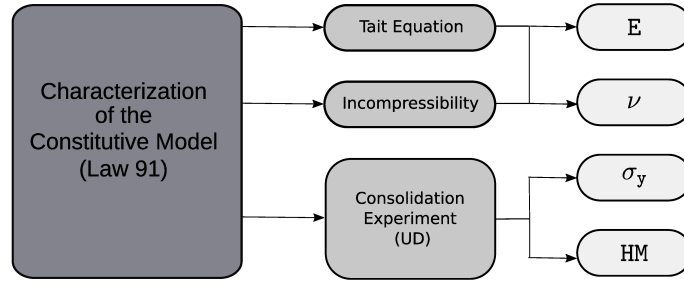 Characterization
of the
Constitutive Model
(Law 91)
Tait Equation
Incompressibility
Consolidation
Experiment
(UD)
E
ν
σy
HM